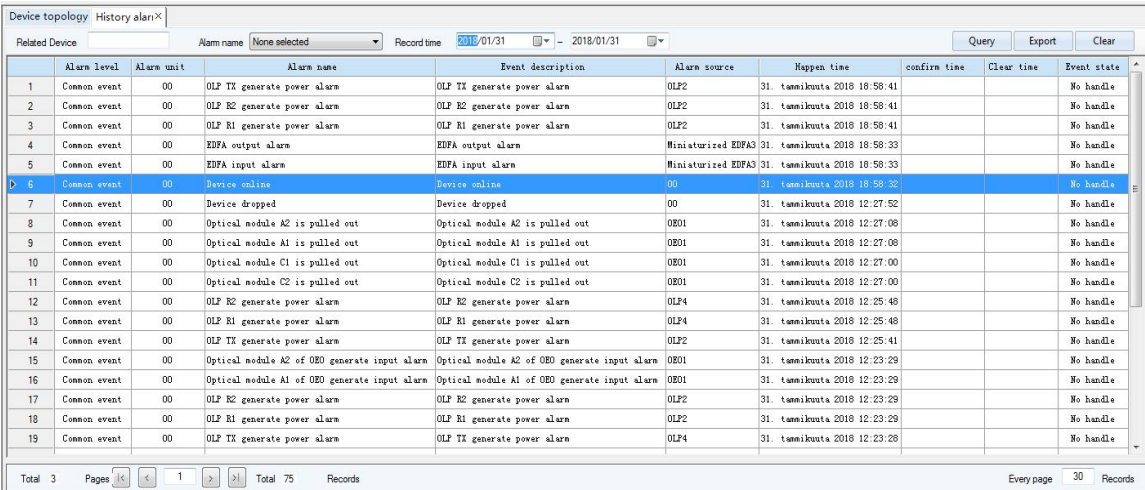 Device topology History aları
Related Device Alarm name None selected Record time 2018/01/31 – 2018/01/31 Query Export Clear
Alarm level Alarm unit Alarm name Event description Alarm source Happen time confirm time Clear time Event state
1 Common event 00 OLP TX generate power alarm OLP TX generate power alarm OLP2 31. tammikuuta 2018 18:58:41 No handle
2 Common event 00 OLP R2 generate power alarm OLP R2 generate power alarm OLP2 31. tammikuuta 2018 18:58:41 No handle
3 Common event 00 OLP R1 generate power alarm OLP R1 generate power alarm OLP2 31. tammikuuta 2018 18:58:41 No handle
4 Common event 00 EDFA output alarm EDFA output alarm Miniaturized EDFA3 31. tammikuuta 2018 18:58:33 No handle
5 Common event 00 EDFA input alarm EDFA input alarm Miniaturized EDFA3 31. tammikuuta 2018 18:58:33 No handle
6 Common event 00 Device online Device online 00 31. tammikuuta 2018 18:58:32 No handle
7 Common event 00 Device dropped Device dropped 00 31. tammikuuta 2018 12:27:52 No handle
8 Common event 00 Optical module A2 is pulled out Optical module A2 is pulled out OEO1 31. tammikuuta 2018 12:27:08 No handle
9 Common event 00 Optical module A1 is pulled out Optical module A1 is pulled out OEO1 31. tammikuuta 2018 12:27:08 No handle
10 Common event 00 Optical module C1 is pulled out Optical module C1 is pulled out OEO1 31. tammikuuta 2018 12:27:00 No handle
11 Common event 00 Optical module C2 is pulled out Optical module C2 is pulled out OEO1 31. tammikuuta 2018 12:27:00 No handle
12 Common event 00 OLP R2 generate power alarm OLP R2 generate power alarm OLP4 31. tammikuuta 2018 12:25:48 No handle
13 Common event 00 OLP R1 generate power alarm OLP R1 generate power alarm OLP4 31. tammikuuta 2018 12:25:48 No handle
14 Common event 00 OLP TX generate power alarm OLP TX generate power alarm OLP2 31. tammikuuta 2018 12:25:41 No handle
15 Common event 00 Optical module A2 of OEO generate input alarm Optical module A2 of OEO generate input alarm OEO1 31. tammikuuta 2018 12:23:29 No handle
16 Common event 00 Optical module A1 of OEO generate input alarm Optical module A1 of OEO generate input alarm OEO1 31. tammikuuta 2018 12:23:29 No handle
17 Common event 00 OLP R2 generate power alarm OLP R2 generate power alarm OLP2 31. tammikuuta 2018 12:23:29 No handle
18 Common event 00 OLP R1 generate power alarm OLP R1 generate power alarm OLP2 31. tammikuuta 2018 12:23:29 No handle
19 Common event 00 OLP TX generate power alarm OLP TX generate power alarm OLP4 31. tammikuuta 2018 12:23:28 No handle
Total 3 Pages 1 Total 75 Records Every page 30 Records